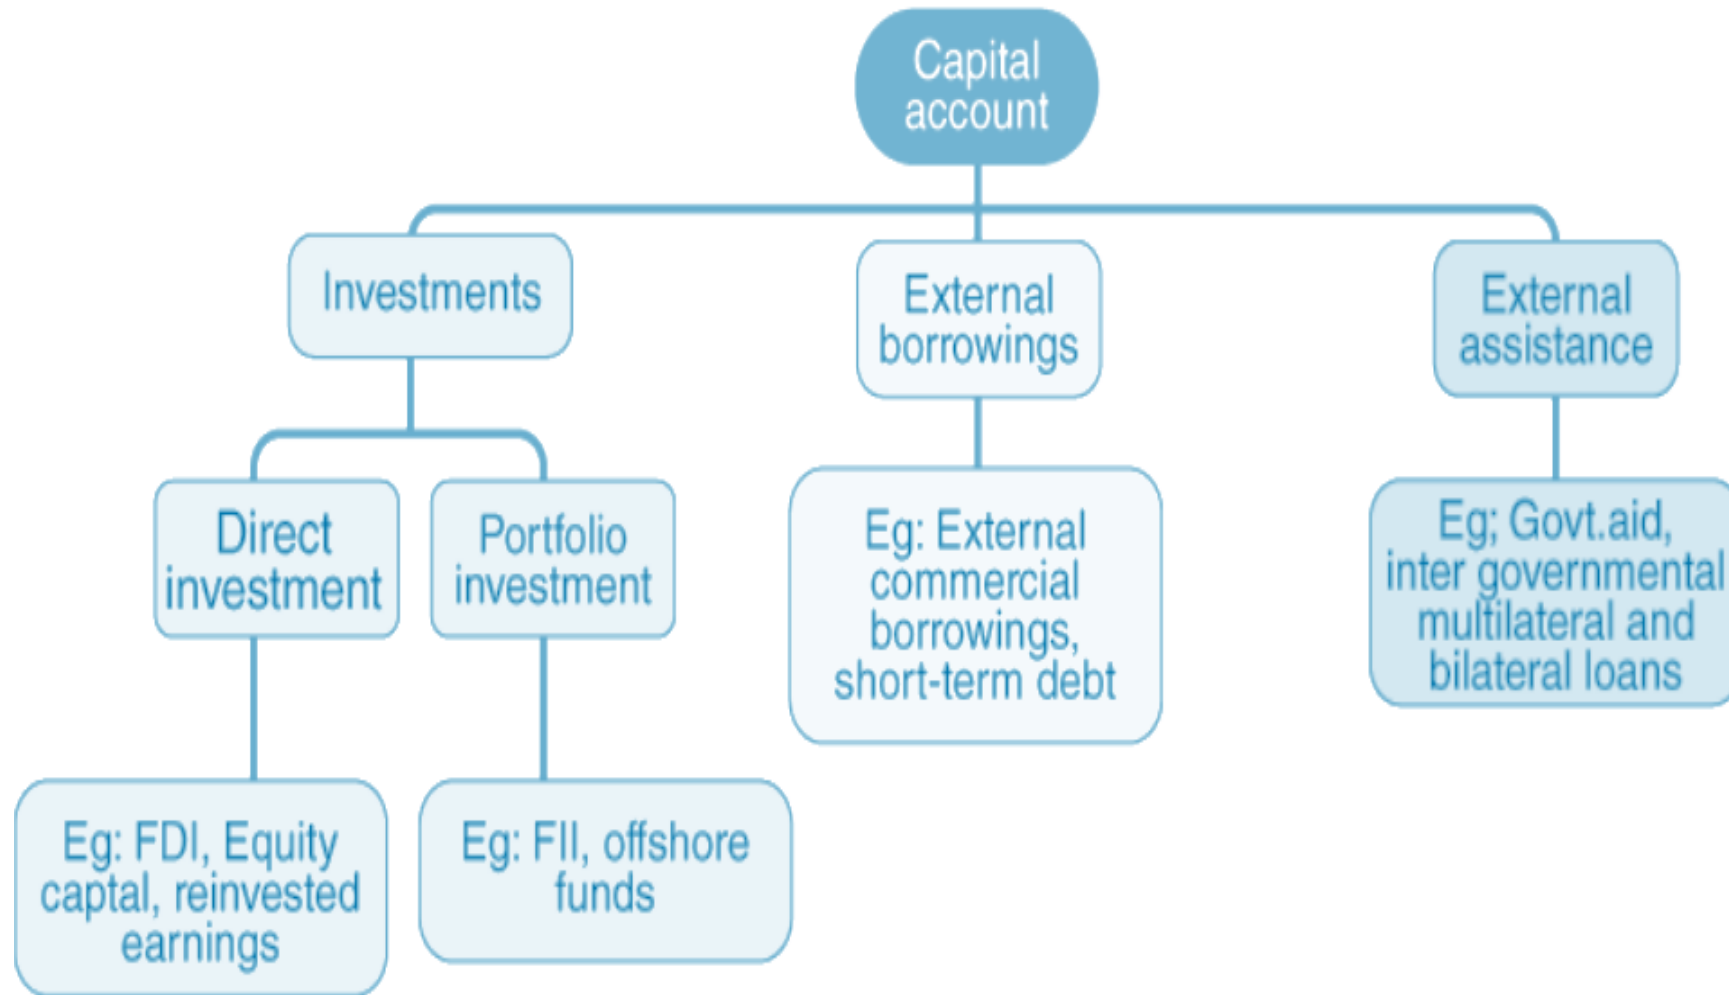 Capital
account
Investments
External
borrowings
External
assistance
Direct
investment
Portfolio
investment
Eg: External
commercial
borrowings,
short-term debt
Eg; Govt.aid,
inter governmental
multilateral and
bilateral loans
Eg: FDI, Equity
captal, reinvested
earnings
Eg: FII, offshore
funds